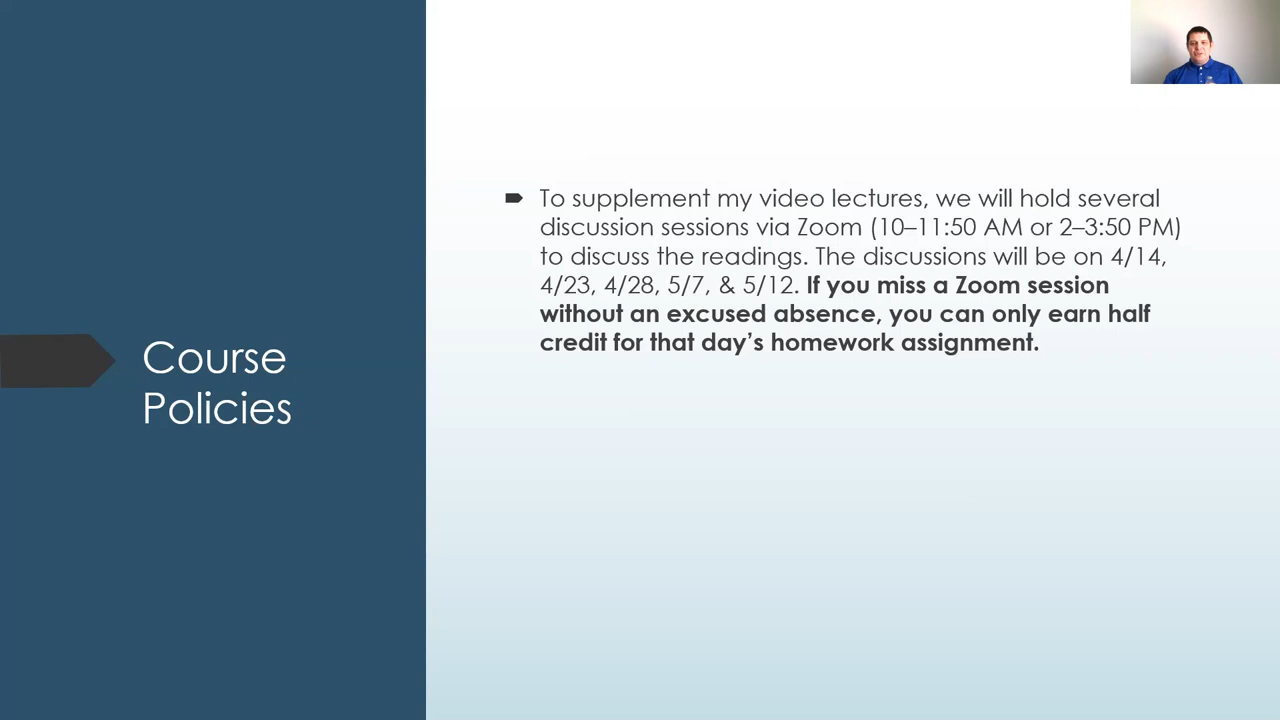 Course
Policies
To supplement my video lectures, we will hold several
discussion sessions via Zoom (10–11:50 AM or 2–3:50 PM)
to discuss the readings. The discussions will be on 4/14,
4/23, 4/28, 5/7, & 5/12. If you miss a Zoom session
without an excused absence, you can only earn half
credit for that day’s homework assignment.